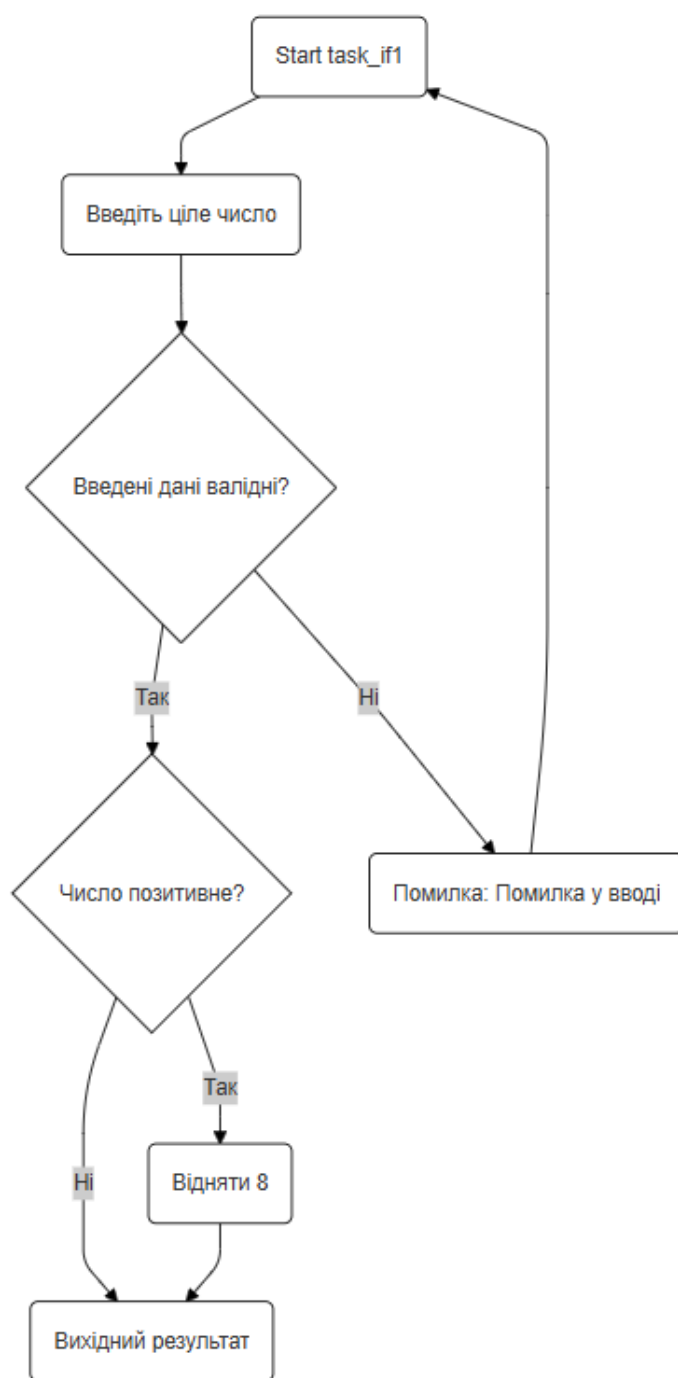 Start task_if1
Введіть ціле число
Введені дані валідні?
Так
Ні
Число позитивне?
Помилка: Помилка у вводі
Так
Ні
Відняти 8
Вихідний результат